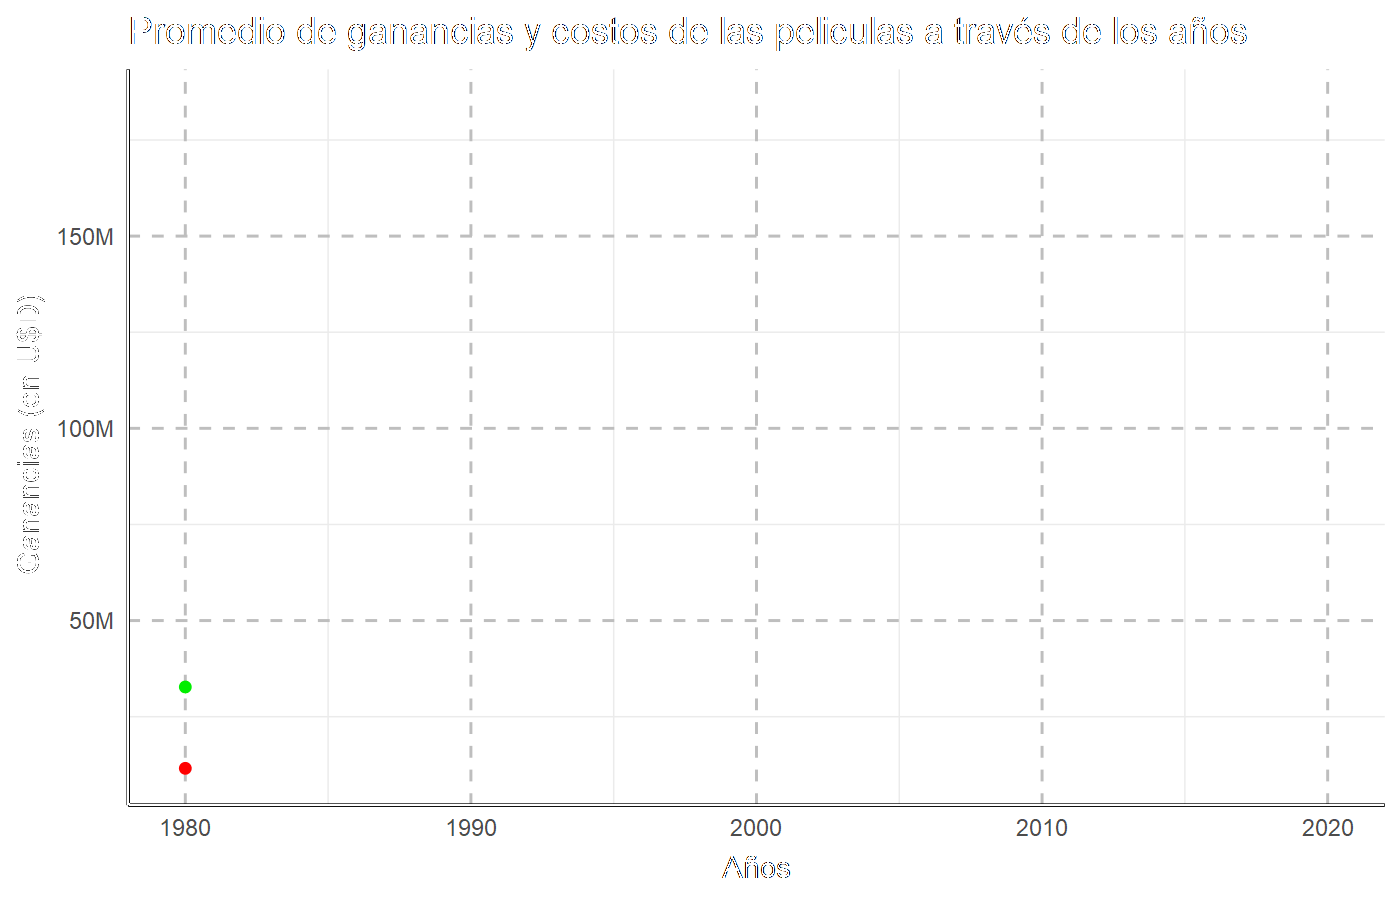 Promedio de ganancias y costos de las peliculas a través de los años
Ganancias (en U$D)
150M
100M
50M
1980 1990 2000 2010 2020
Años